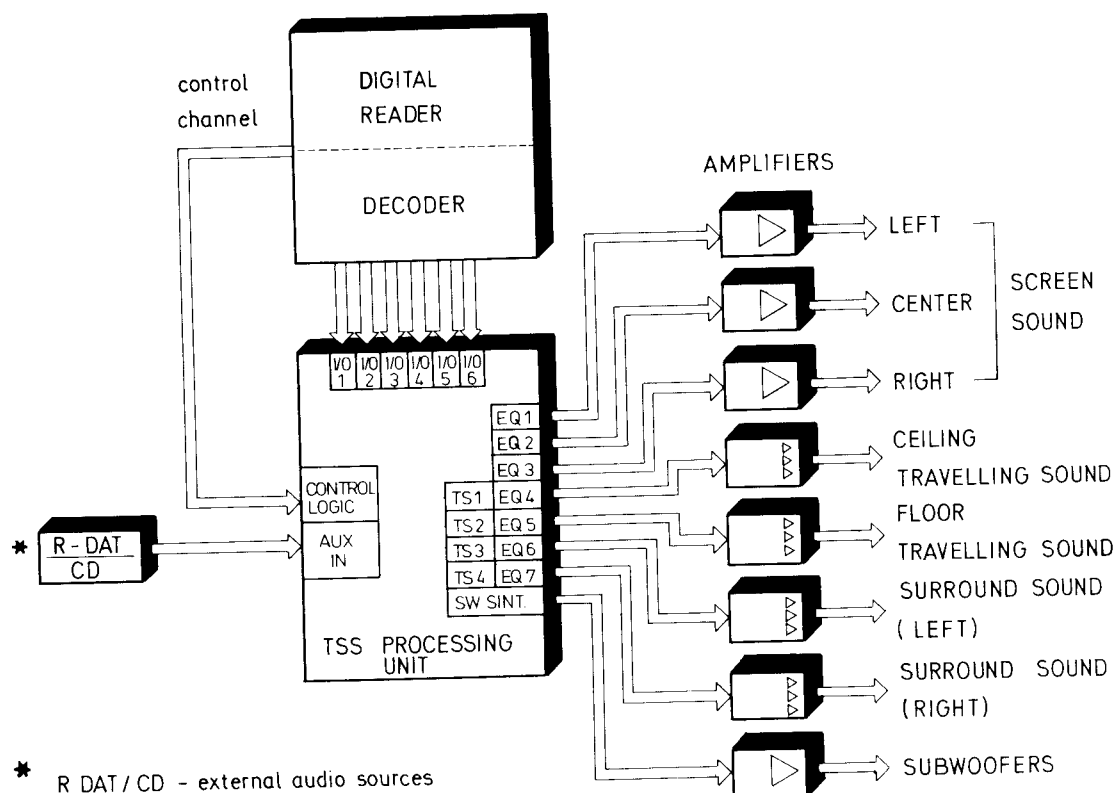 control
channel
DIGITAL
READER
DECODER
I/O 1
I/O 2
I/O 3
I/O 4
I/O 5
I/O 6
CONTROL
LOGIC
AUX
IN
* R-DAT
CD
EQ1
EQ2
EQ3
TS1 EQ4
TS2 EQ5
TS3 EQ6
TS4 EQ7
SW SINT.
TSS PROCESSING
UNIT
AMPLIFIERS
LEFT
CENTER
RIGHT
SCREEN
SOUND
CEILING
TRAVELLING SOUND
FLOOR
TRAVELLING SOUND
SURROUND SOUND
(LEFT)
SURROUND SOUND
(RIGHT)
SUBWOOFERS
* R DAT/CD - external audio sources